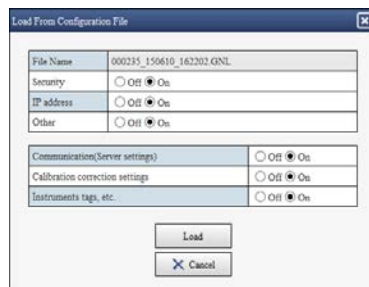 Load From Configuration File
File Name 000235_150610_162202.GNL
Security Off On
IP address Off On
Other Off On
Communication(Server settings) Off On
Calibration correction settings Off On
Instruments tags, etc. Off On
Load
Cancel